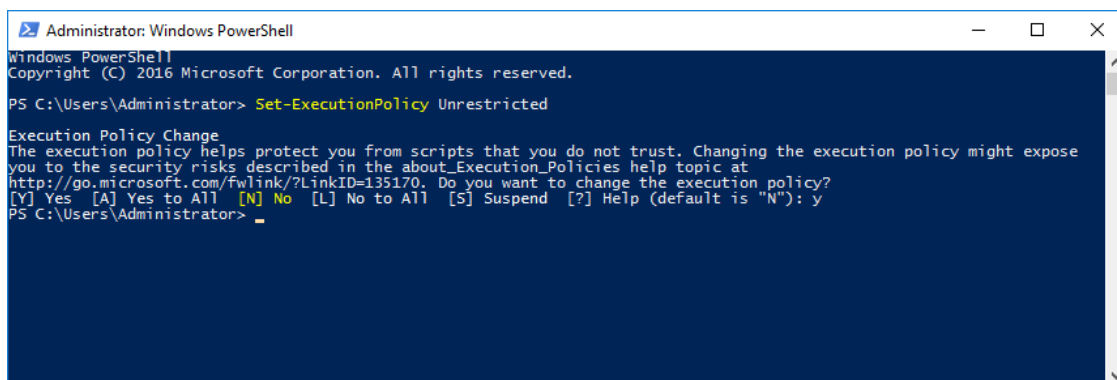 Administrator: Windows PowerShell
Windows PowerShell
Copyright (C) 2016 Microsoft Corporation. All rights reserved.
PS C:\Users\Administrator> Set-ExecutionPolicy Unrestricted
Execution Policy Change
The execution policy helps protect you from scripts that you do not trust. Changing the execution policy might expose
you to the security risks described in the about_Execution_Policies help topic at
http://go.microsoft.com/fwlink/?LinkID=135170. Do you want to change the execution policy?
[Y] Yes  [A] Yes to All  [N] No  [L] No to All  [S] Suspend  [?] Help (default is "N"): y
PS C:\Users\Administrator> _